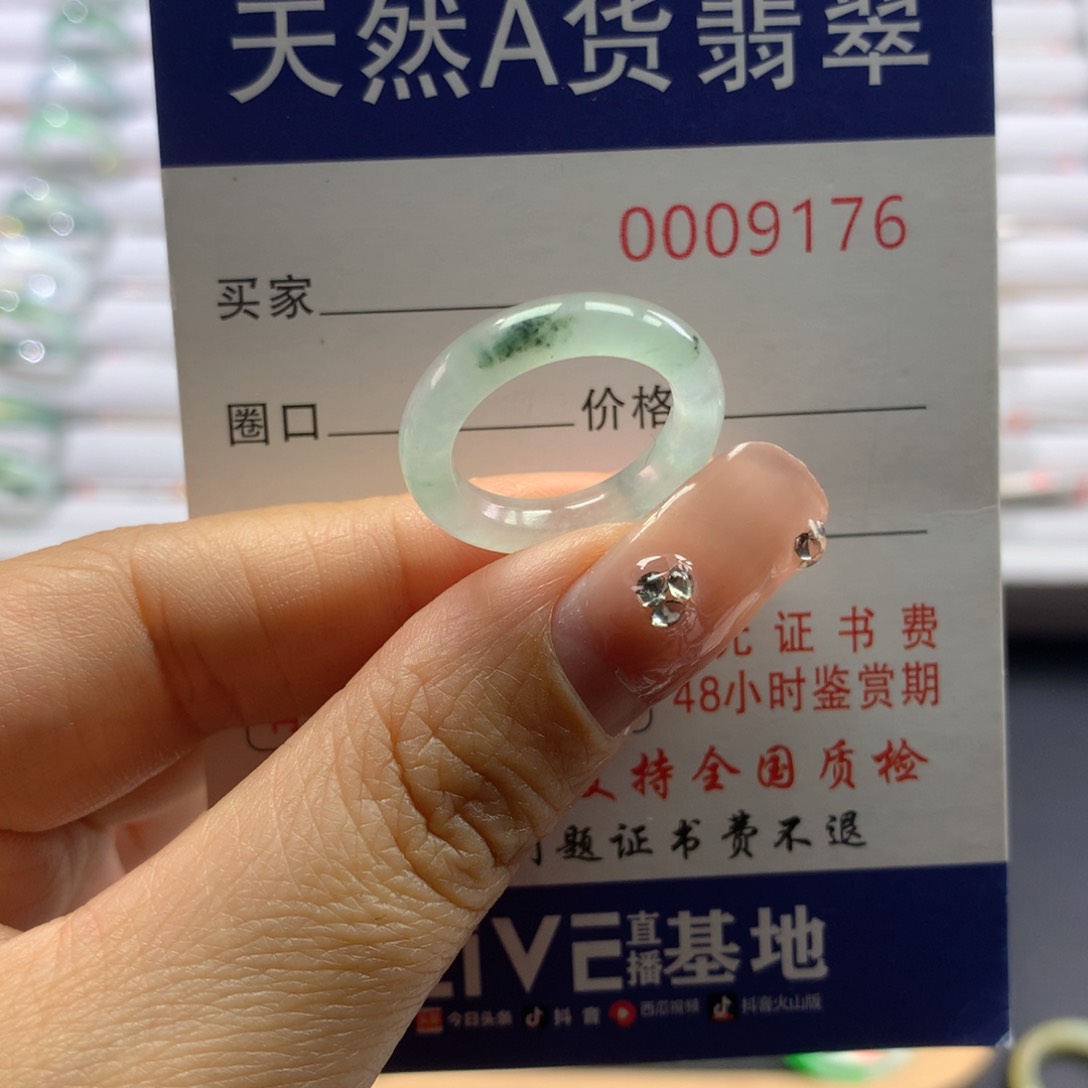 天然A货翡翠
0009176
买家
圈口 价格
证书费
48小时鉴赏期
持全国质检
题证书费不退
LIVE直播基地
今日头条 抖音 西瓜视频 抖音火山版